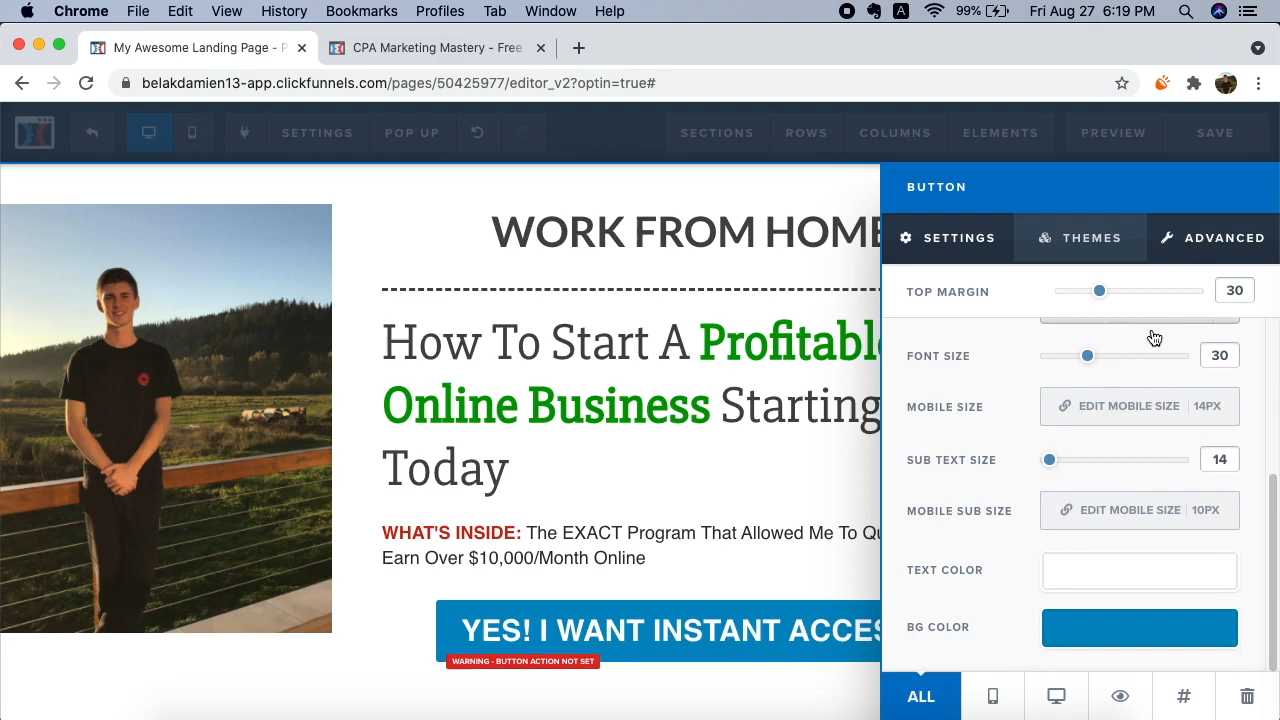 Chrome File Edit View History Bookmarks Profiles Tab Window Help A 99% Fri Aug 27 6:19 PM
My Awesome Landing Page - P CPA Marketing Mastery - Free
belakdamien13-app.clickfunnels.com/pages/50425977/editor_v2?optin=true#
SETTINGS POP UP SECTIONS ROWS COLUMNS ELEMENTS PREVIEW SAVE
BUTTON
SETTINGS THEMES ADVANCED
TOP MARGIN 30
FONT SIZE 30
MOBILE SIZE EDIT MOBILE SIZE 14PX
SUB TEXT SIZE 14
MOBILE SUB SIZE EDIT MOBILE SIZE 10PX
TEXT COLOR
BG COLOR
ALL #
WORK FROM HOME
How To Start A Profitable
Online Business Starting
Today
WHAT'S INSIDE: The EXACT Program That Allowed Me To Qu
Earn Over $10,000/Month Online
YES! I WANT INSTANT ACCES
WARNING - BUTTON ACTION NOT SET